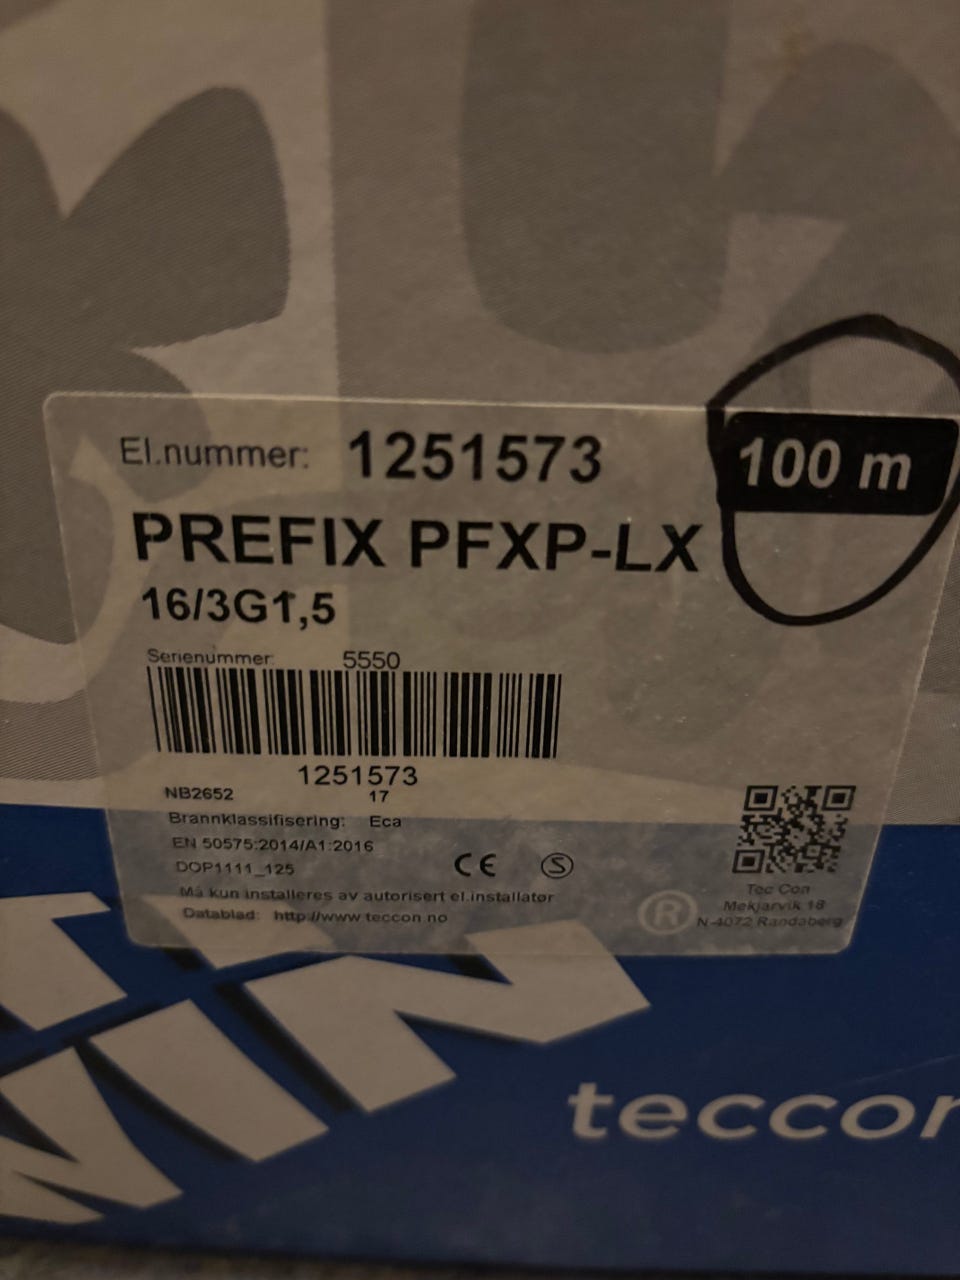 El.nummer: 1251573
100 m
PREFIX PFXP-LX
16/3G1,5
Serienummer: 5550
1251573
NB2652 17
Brannklassifisering: Eca
EN 50575:2014/A1:2016
DOP1111_125
CE S
Må kun installeres av autorisert el.installatør
Datablad: http://www.teccon.no
R
Tec Con
Mekjarvik 18
N-4072 Randaberg
WIN
teccon